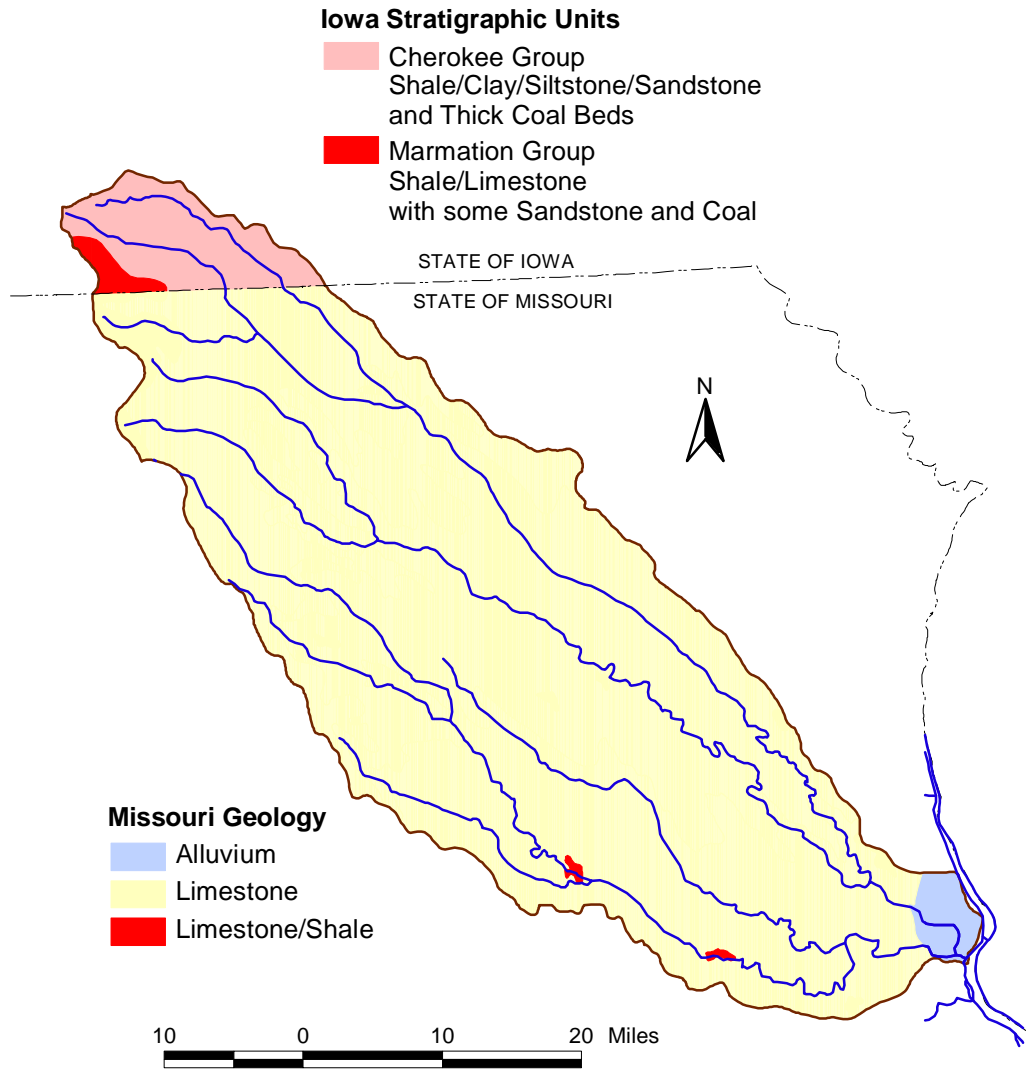 Iowa Stratigraphic Units
Cherokee Group
Shale/Clay/Siltstone/Sandstone
and Thick Coal Beds
Marmation Group
Shale/Limestone
with some Sandstone and Coal
STATE OF IOWA
STATE OF MISSOURI
N
Missouri Geology
Alluvium
Limestone
Limestone/Shale
10 0 10 20 Miles